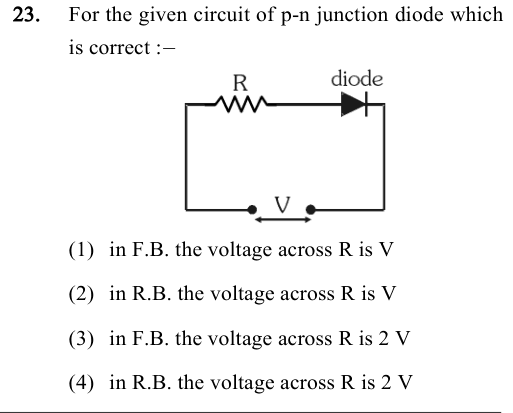 23. For the given circuit of p-n junction diode which
is correct :–
R
diode
V
(1) in F.B. the voltage across R is V
(2) in R.B. the voltage across R is V
(3) in F.B. the voltage across R is 2 V
(4) in R.B. the voltage across R is 2 V